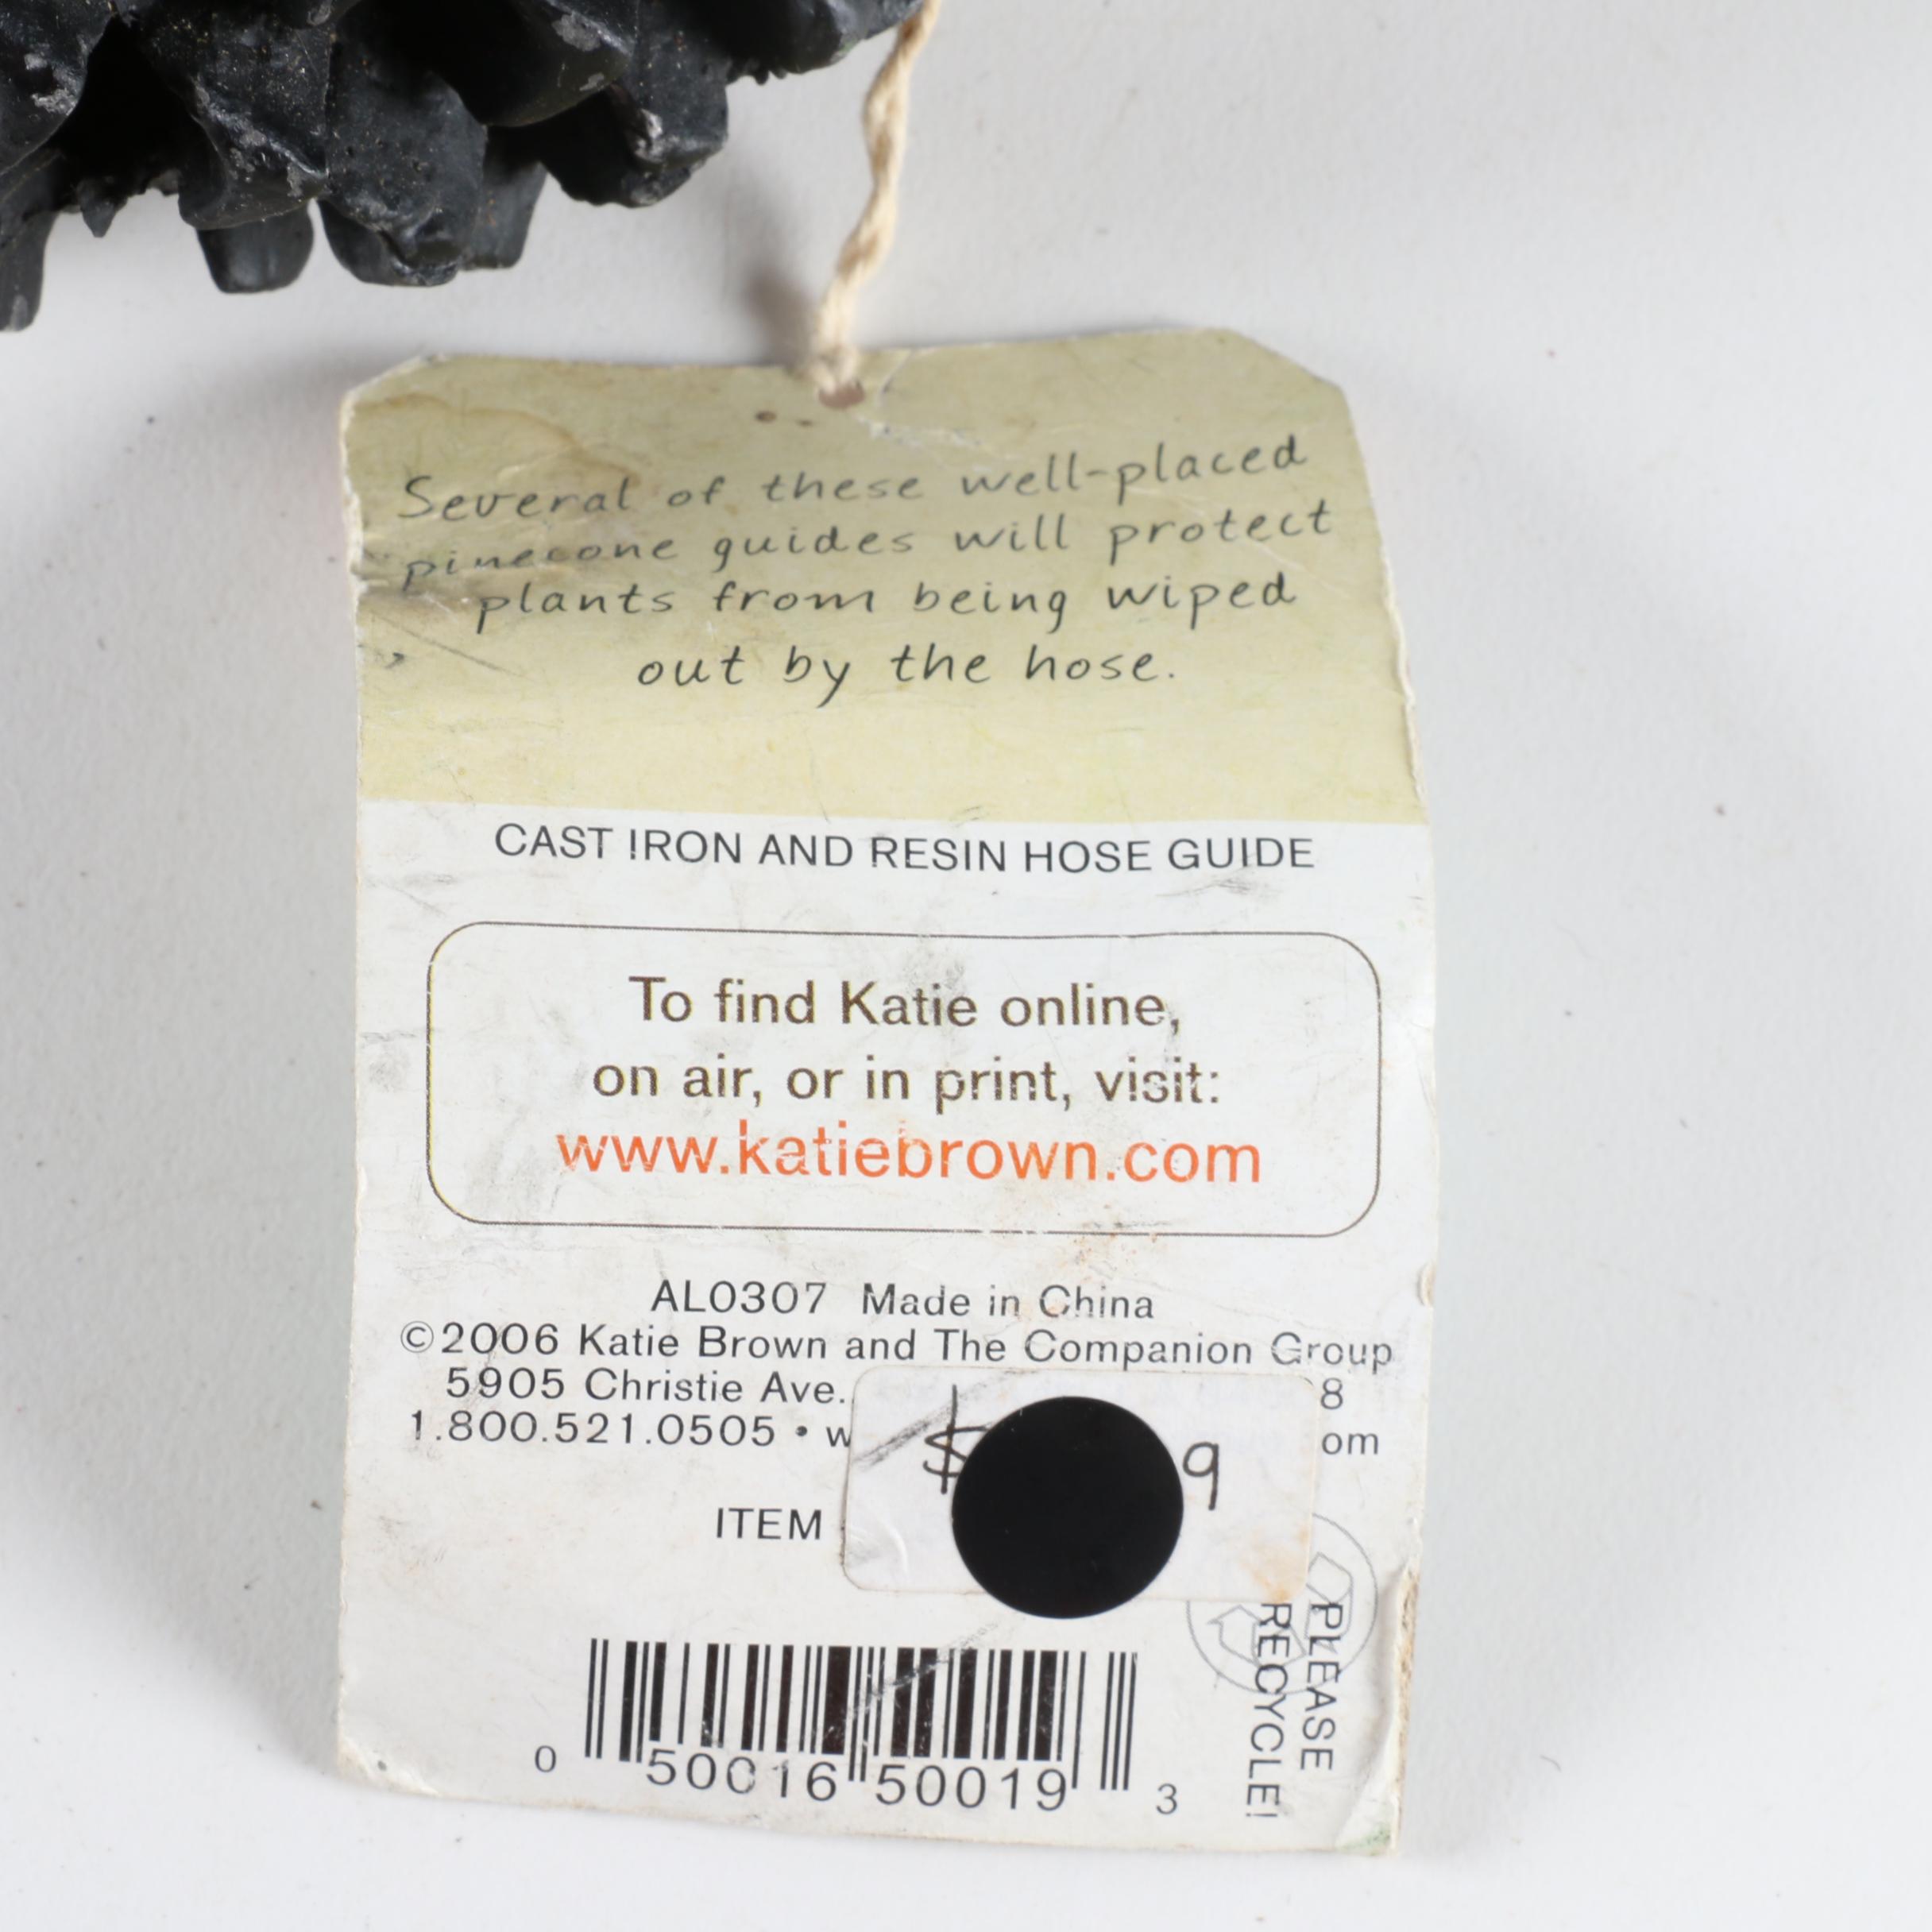 Several of these well-placed
pinecone guides will protect
plants from being wiped
out by the hose.
CAST IRON AND RESIN HOSE GUIDE
To find Katie online,
on air, or in print, visit:
www.katiebrown.com
AL0307 Made in China
©2006 Katie Brown and The Companion Group
5905 Christie Ave. 8
1.800.521.0505 • w om
$ 9
ITEM
PLEASE
RECYCLE!
0 50016 50019 3